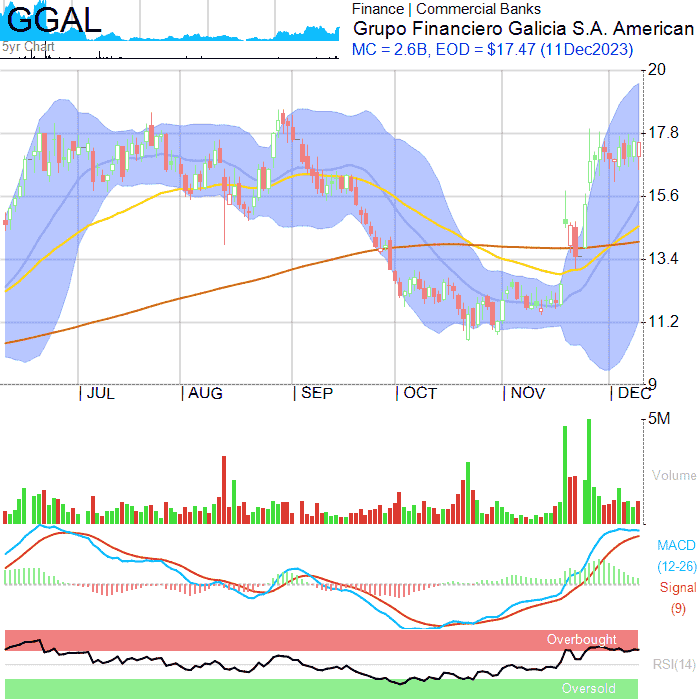 GGAL
5yr Chart
Finance | Commercial Banks
Grupo Financiero Galicia S.A. American
MC = 2.6B, EOD = $17.47 (11Dec2023)
20
17.8
15.6
13.4
11.2
9
JUL
AUG
SEP
OCT
NOV
DEC
5M
Volume
MACD
(12-26)
Signal
(9)
Overbought
RSI(14)
Oversold